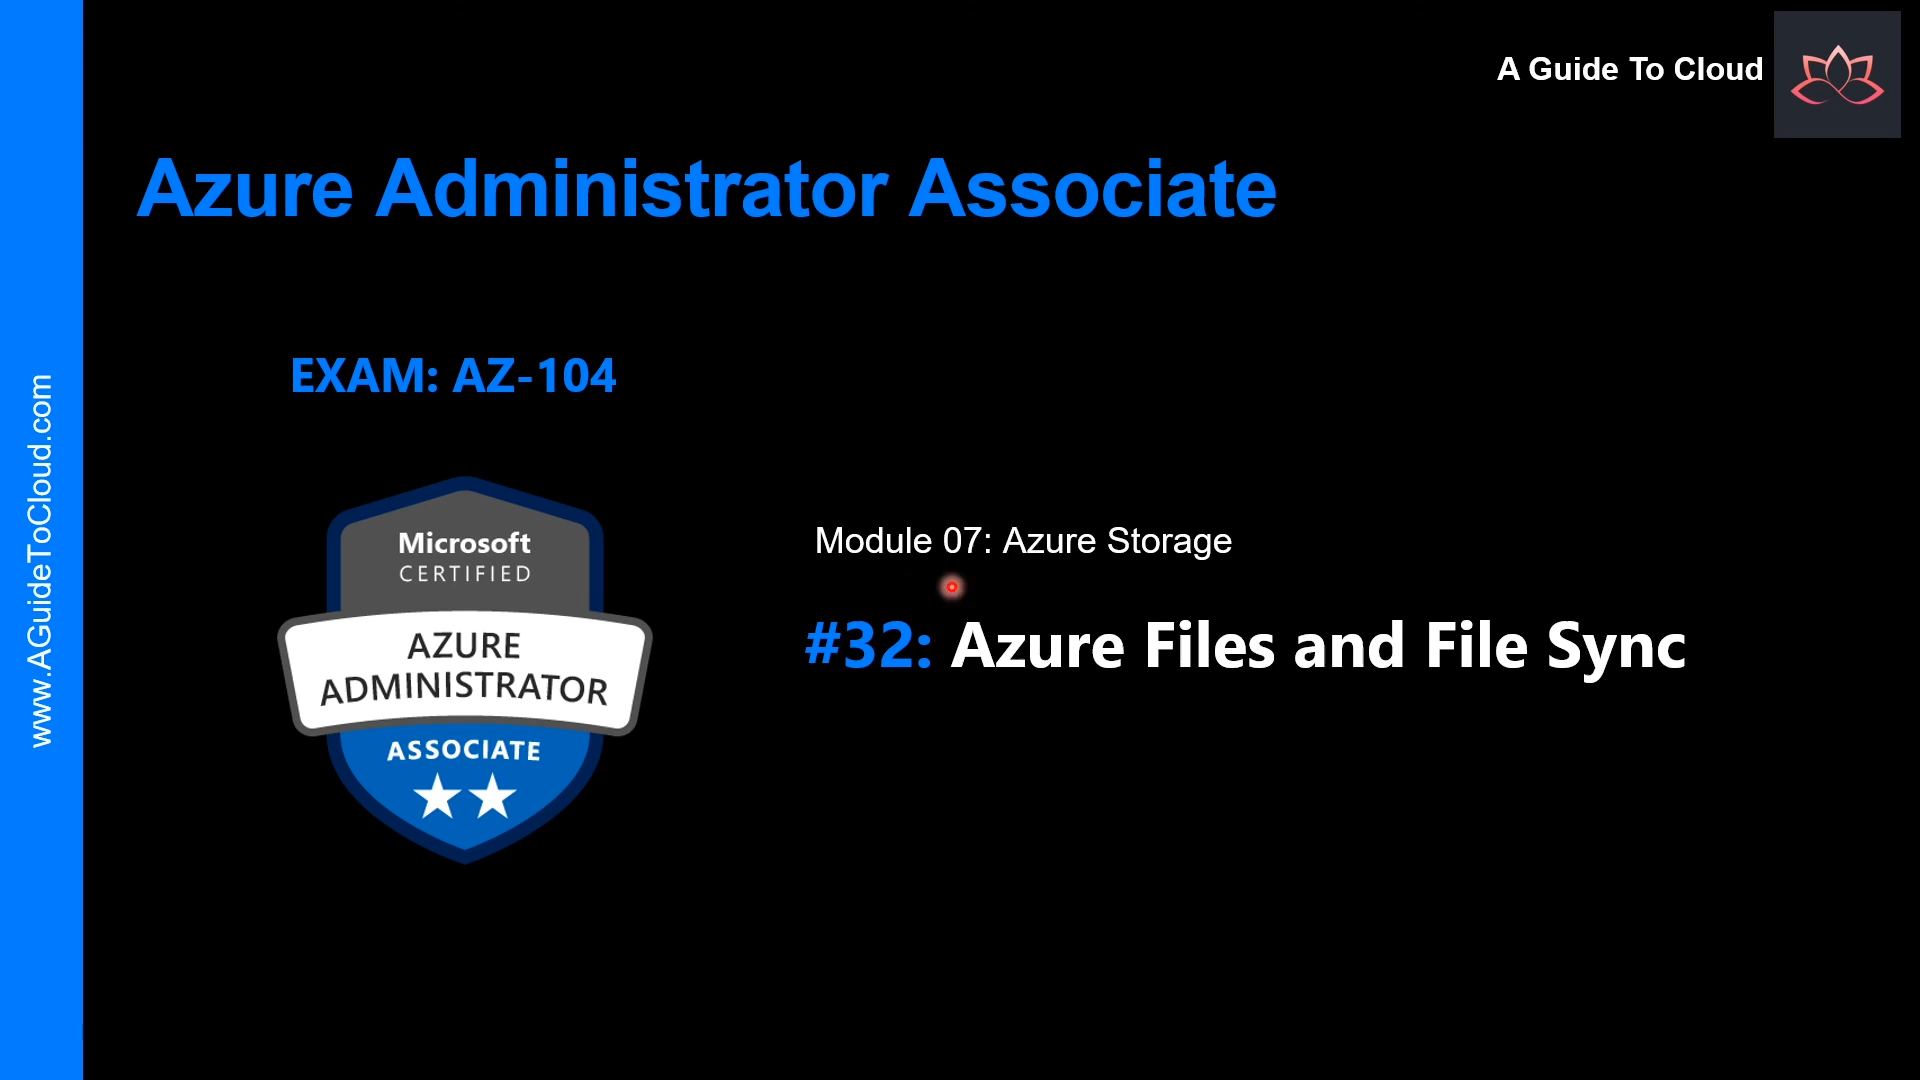 A Guide To Cloud
Azure Administrator Associate
EXAM: AZ-104
www.AGuideToCloud.com
Microsoft
CERTIFIED
AZURE
ADMINISTRATOR
ASSOCIATE
Module 07: Azure Storage
#32: Azure Files and File Sync